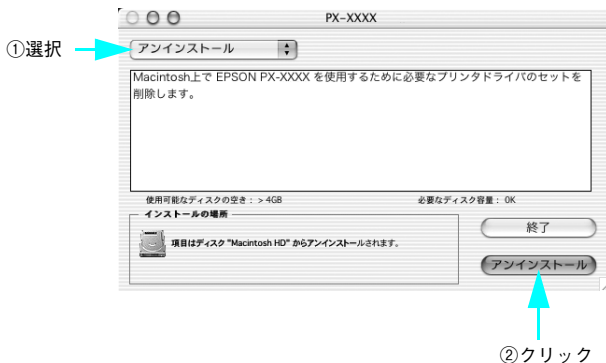 PX-XXXX
①選択
アンインストール
Macintosh上で EPSON PX-XXXX を使用するために必要なプリンタドライバのセットを
削除します。
使用可能なディスクの空き： > 4GB
必要なディスク容量： 0K
インストールの場所
項目はディスク "Macintosh HD" からアンインストールされます。
終了
アンインストール
②クリック